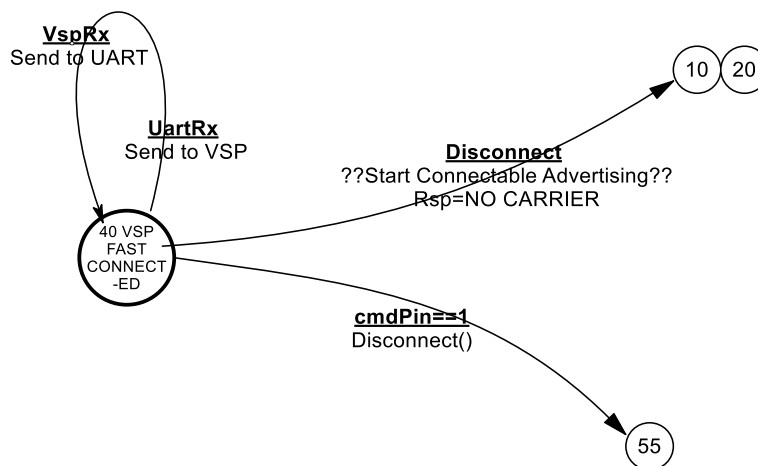 VspRx
Send to UART
UartRx
Send to VSP
10
20
Disconnect
??Start Connectable Advertising??
Rsp=NO CARRIER
40 VSP
FAST
CONNECT
-ED
cmdPin==1
Disconnect()
55